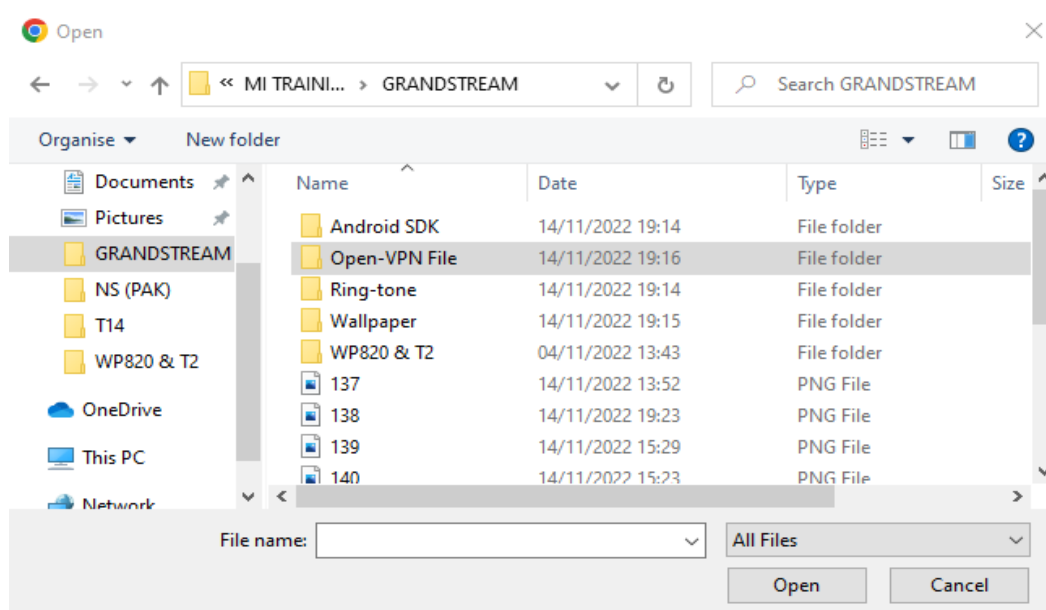 Open
« MI TRAINI... › GRANDSTREAM
Search GRANDSTREAM
Organise
New folder
Documents
Pictures
GRANDSTREAM
NS (PAK)
T14
WP820 & T2
OneDrive
This PC
Network
Name Date Type Size
Android SDK 14/11/2022 19:14 File folder
Open-VPN File 14/11/2022 19:16 File folder
Ring-tone 14/11/2022 19:14 File folder
Wallpaper 14/11/2022 19:15 File folder
WP820 & T2 04/11/2022 13:43 File folder
137 14/11/2022 13:52 PNG File
138 14/11/2022 19:23 PNG File
139 14/11/2022 15:29 PNG File
140 14/11/2022 15:23 PNG File
File name:
All Files
Open
Cancel